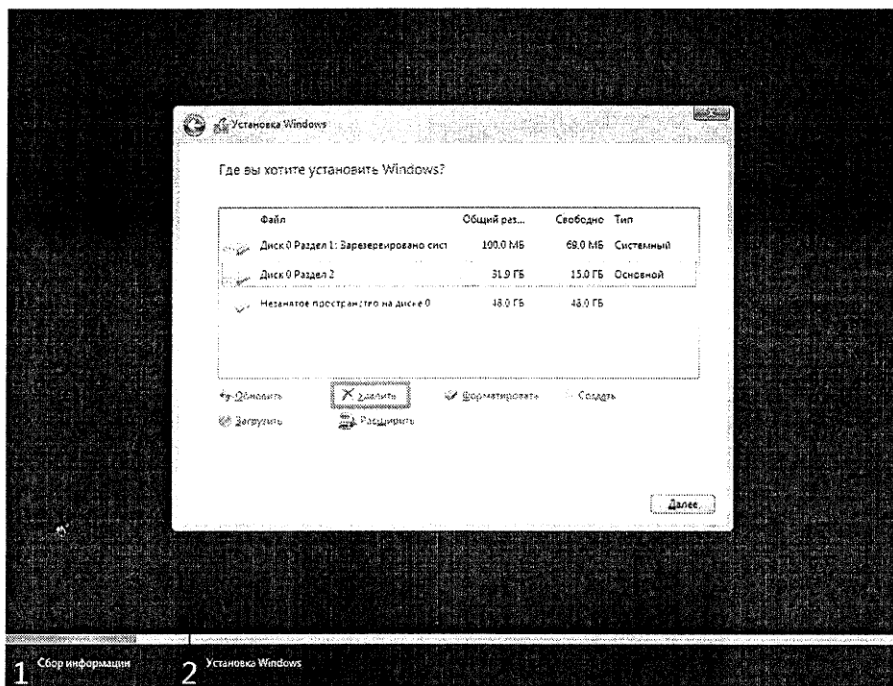 Установка Windows
Где вы хотите установить Windows?
Файл Общий раз... Свободно Тип
Диск 0 Раздел 1: Зарезервировано сист 100.0 МБ 69.0 МБ Системный
Диск 0 Раздел 2 31.9 ГБ 15.0 ГБ Основной
Незанятое пространство на диске 0 48.0 ГБ 48.0 ГБ
Обновить Удалить Форматировать Создать
Загрузить Расширить
Далее
1 Сбор информации 2 Установка Windows